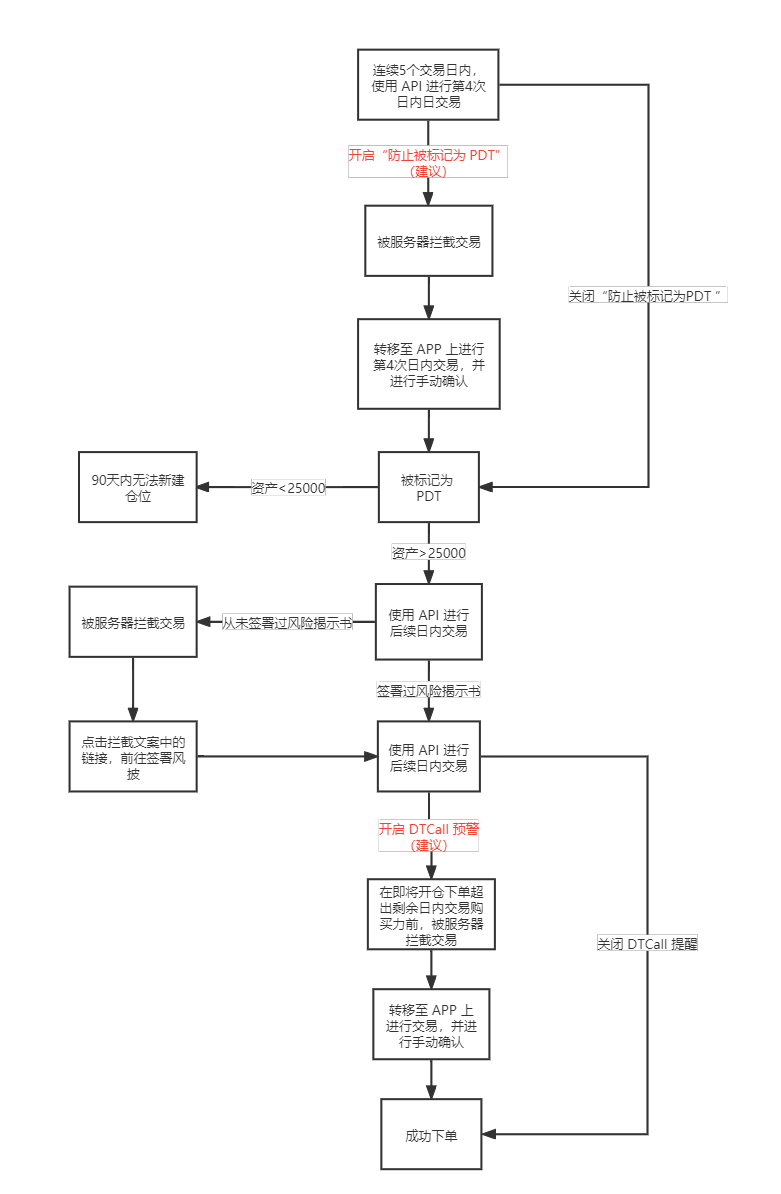 连续5个交易日内，
使用 API 进行第4次
日内日交易
开启“防止被标记为 PDT”
（建议）
被服务器拦截交易
关闭“防止被标记为PDT ”
转移至 APP 上进行
第4次日内交易，并
进行手动确认
90天内无法新建
仓位
资产<25000
被标记为
PDT
资产>25000
被服务器拦截交易
从未签署过风险揭示书
使用 API 进行
后续日内交易
签署过风险揭示书
点击拦截文案中的
链接，前往签署风
披
使用 API 进行
后续日内交易
开启 DTCall 预警
（建议）
在即将开仓下单超
出剩余日内交易购
买力前，被服务器
拦截交易
关闭 DTCall 提醒
转移至 APP 上
进行交易，并进
行手动确认
成功下单